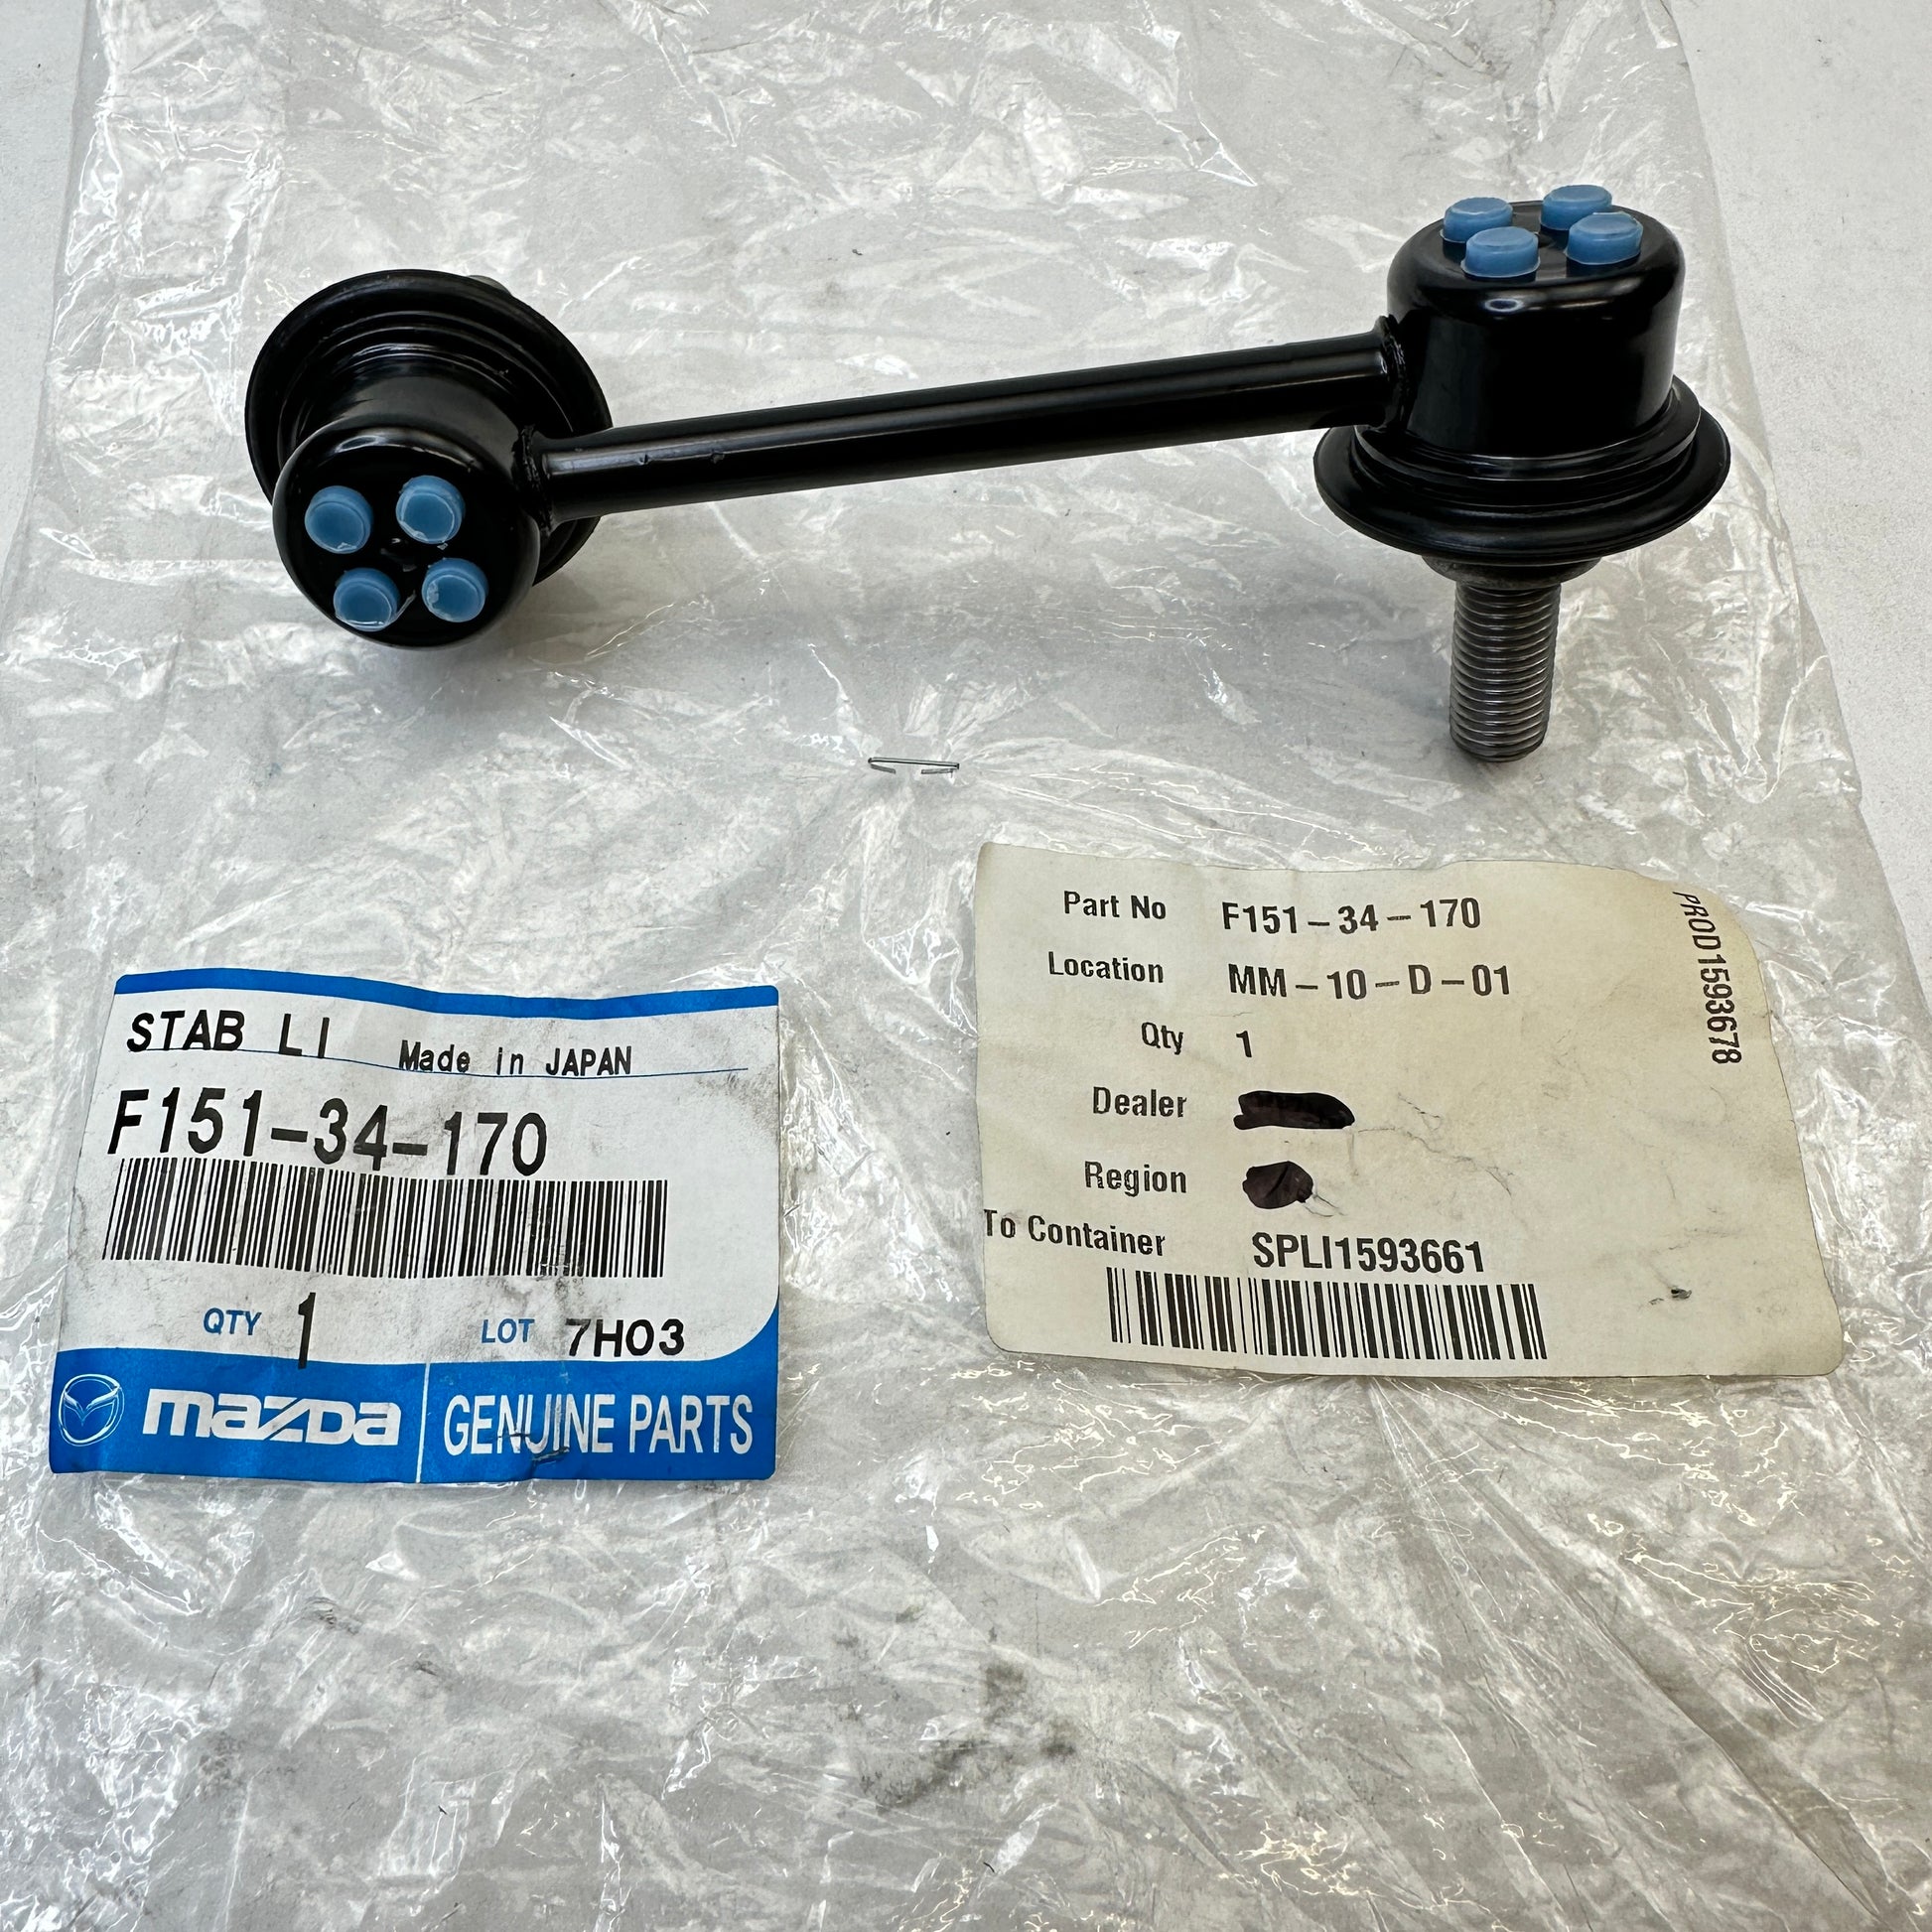 STAB LI Made in JAPAN
F151-34-170
QTY 1 LOT 7H03
mazda GENUINE PARTS
Part No F151-34-170
Location MM-10-D-01
Qty 1
Dealer
Region
To Container SPLI1593661
PROD1593678